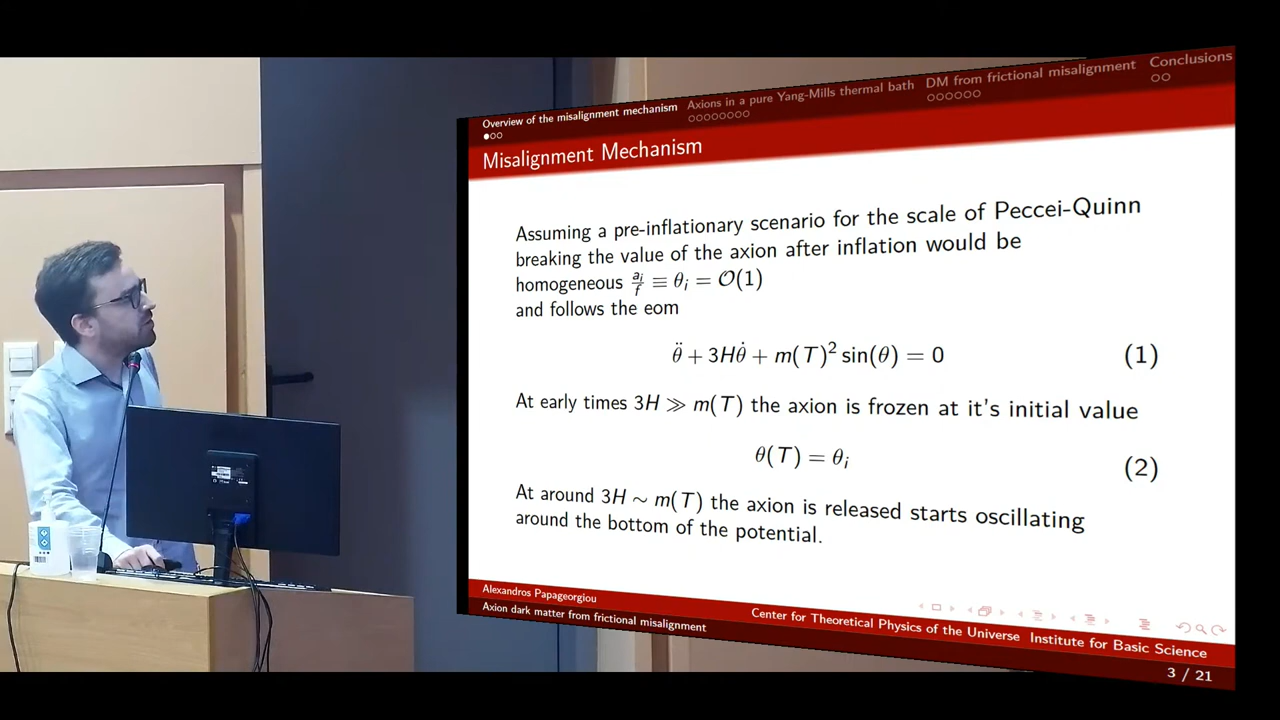 Overview of the misalignment mechanism
Axions in a pure Yang-Mills thermal bath
DM from frictional misalignment
Conclusions
Misalignment Mechanism
Assuming a pre-inflationary scenario for the scale of Peccei-Quinn
breaking the value of the axion after inflation would be
homogeneous a_i/f ≡ θ_i = 𝒪(1)
and follows the eom
θ̈ + 3Hθ̇ + m(T)² sin(θ) = 0 (1)
At early times 3H ≫ m(T) the axion is frozen at it's initial value
θ(T) = θ_i (2)
At around 3H ∼ m(T) the axion is released starts oscillating
around the bottom of the potential.
Alexandros Papageorgiou
Center for Theoretical Physics of the Universe Institute for Basic Science
Axion dark matter from frictional misalignment
3 / 21